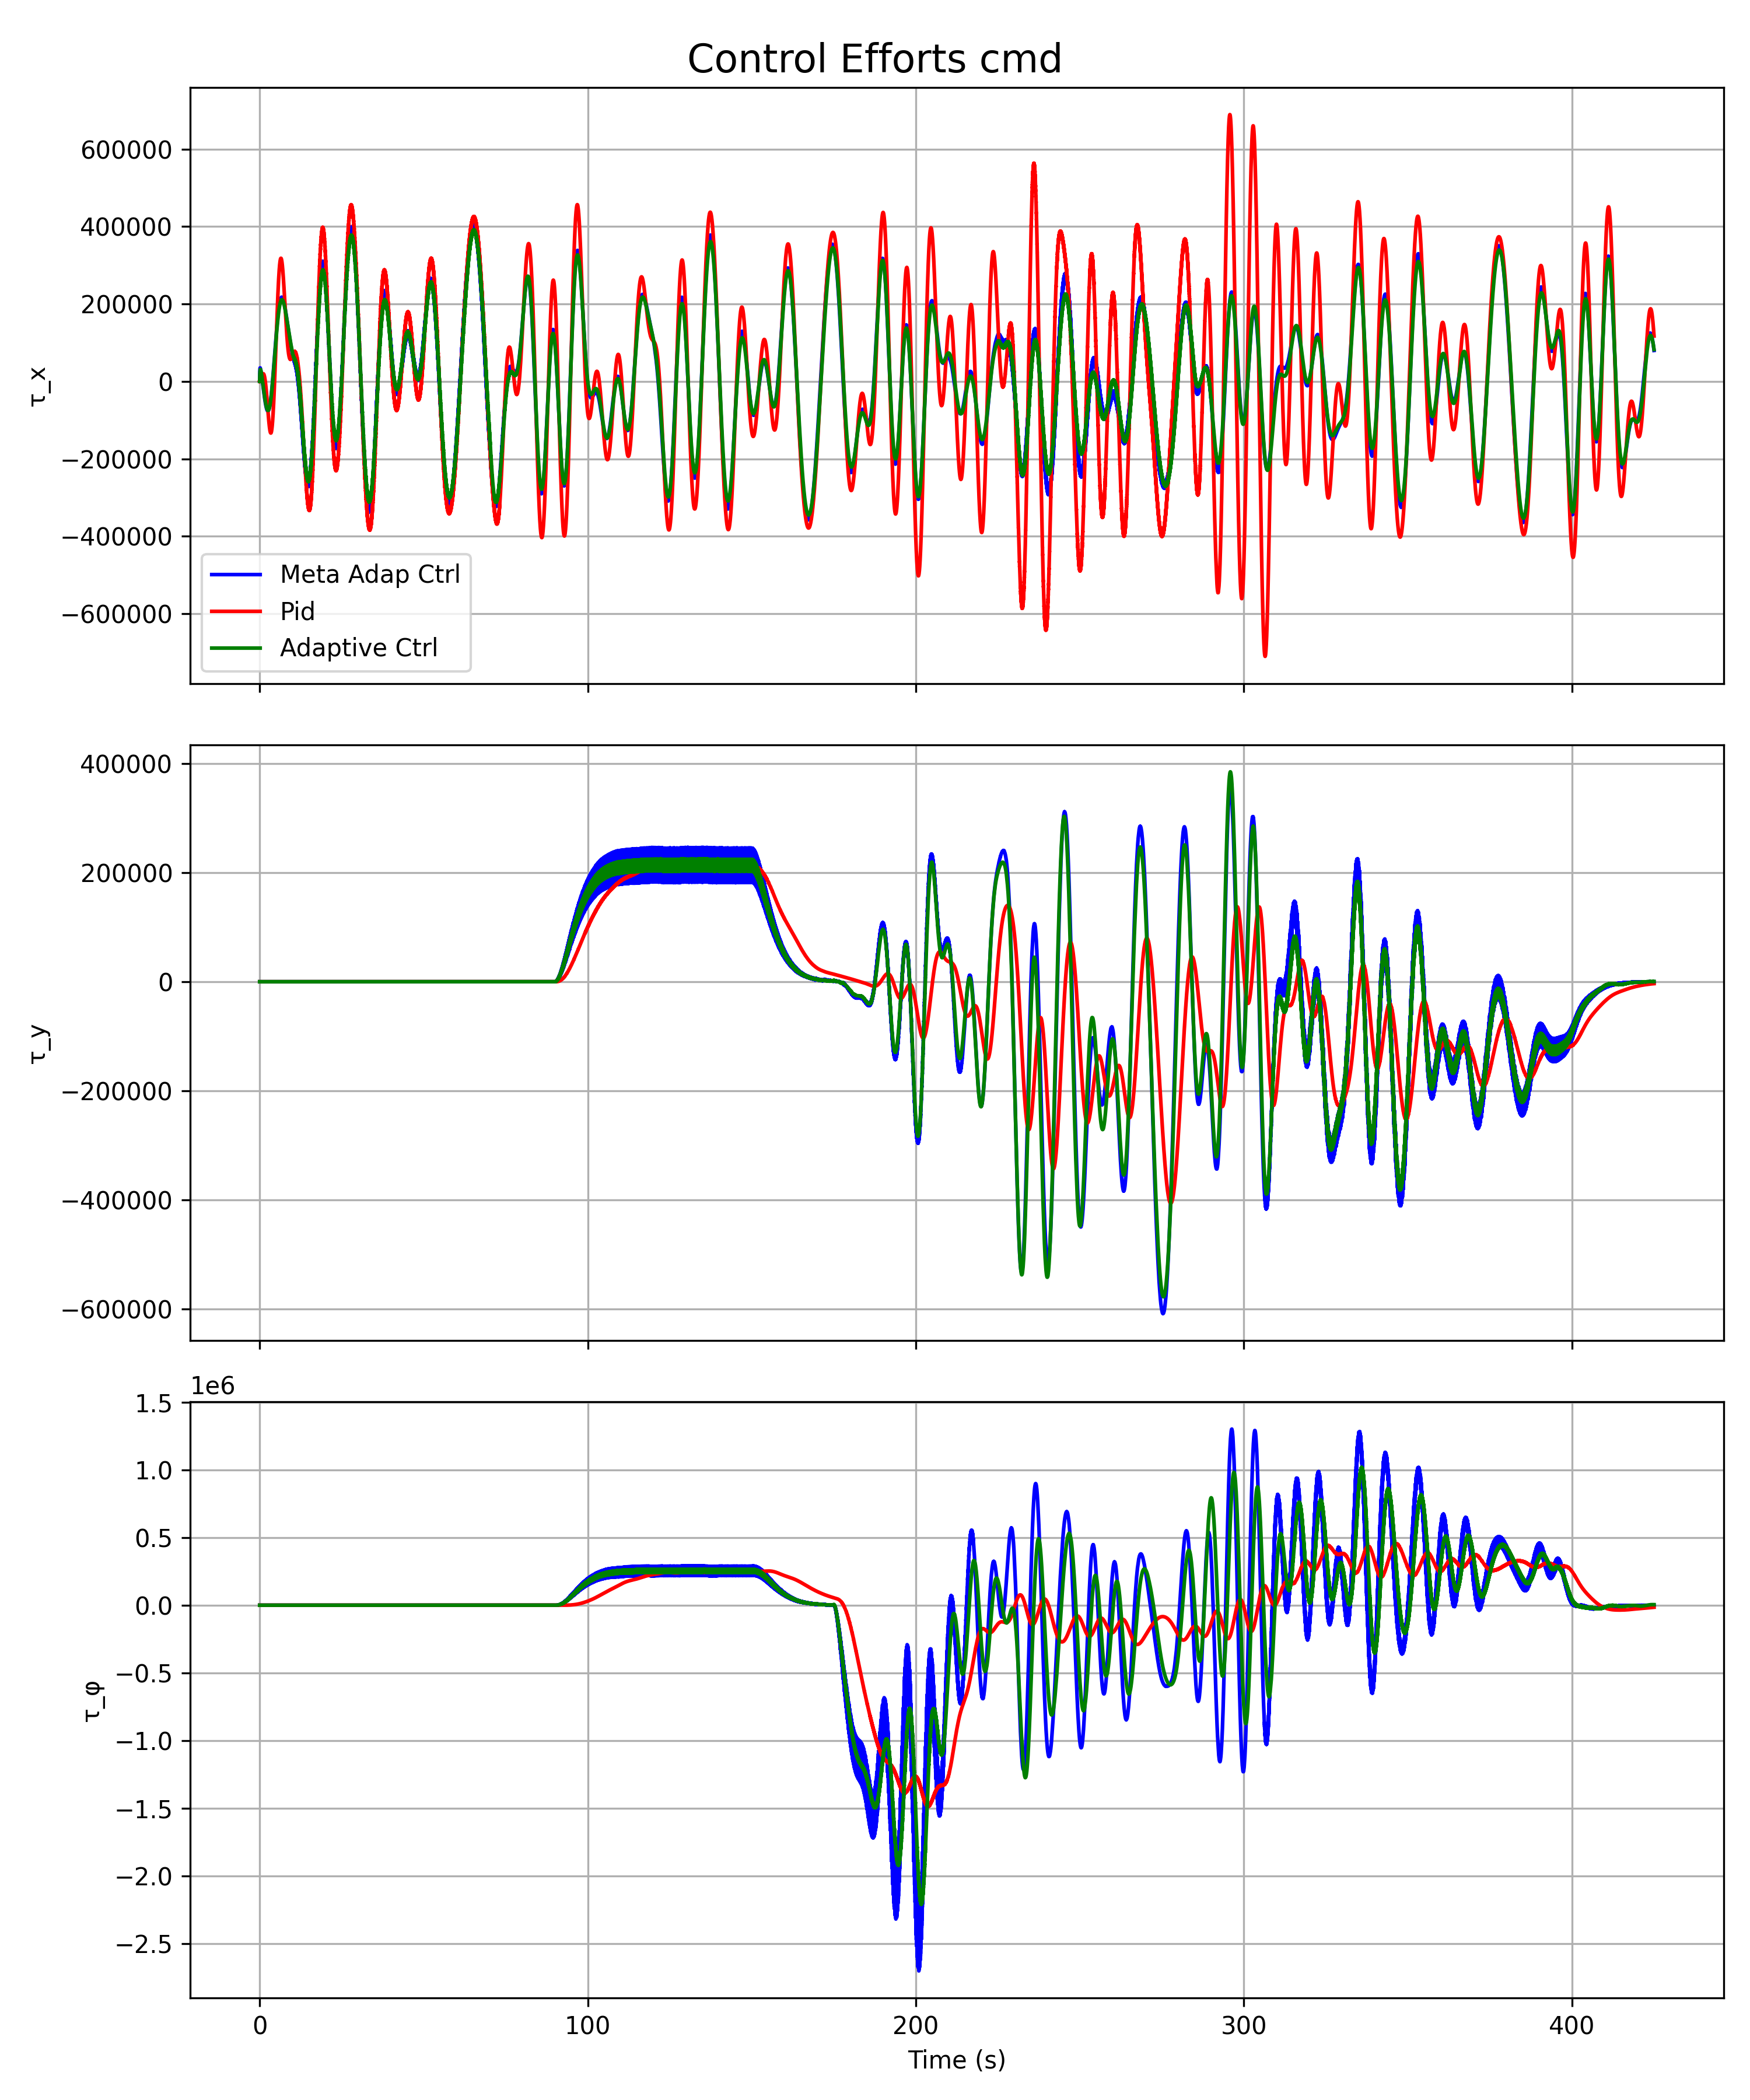 Control Efforts cmd
600000
400000
200000
0
−200000
−400000
−600000
τ_x
Meta Adap Ctrl
Pid
Adaptive Ctrl
400000
200000
0
−200000
−400000
−600000
τ_y
1e6
1.5
1.0
0.5
0.0
−0.5
−1.0
−1.5
−2.0
−2.5
τ_φ
0 100 200 300 400
Time (s)